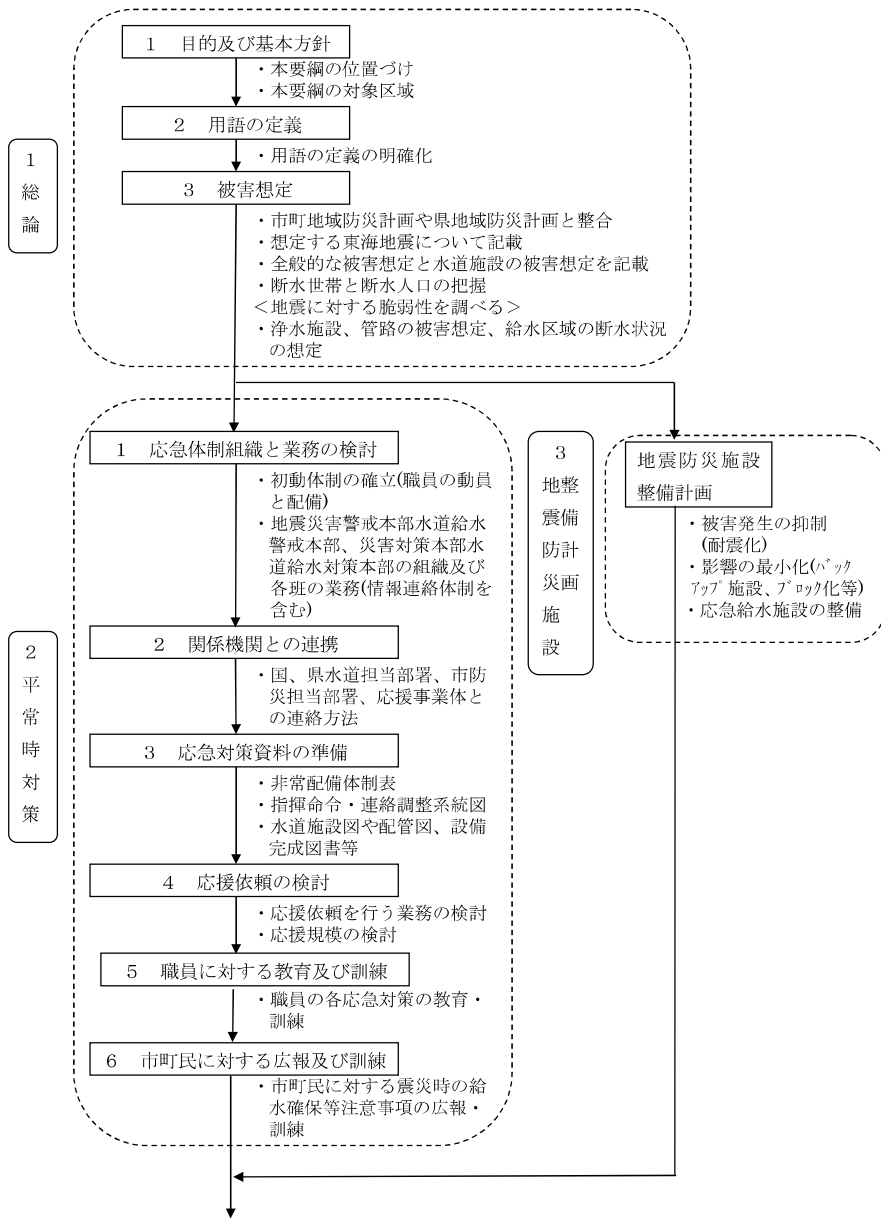 １　目的及び基本方針
・本要綱の位置づけ
・本要綱の対象区域
２　用語の定義
・用語の定義の明確化
３　被害想定
・市町地域防災計画や県地域防災計画と整合
・想定する東海地震について記載
・全般的な被害想定と水道施設の被害想定を記載
・断水世帯と断水人口の把握
＜地震に対する脆弱性を調べる＞
・浄水施設、管路の被害想定、給水区域の断水状況
の想定
１
総
論
１　応急体制組織と業務の検討
・初動体制の確立(職員の動員
と配備)
・地震災害警戒本部水道給水
警戒本部、災害対策本部水
道給水対策本部の組織及び
各班の業務(情報連絡体制を
含む)
２　関係機関との連携
・国、県水道担当部署、市防
災担当部署、応援事業体と
の連絡方法
３　応急対策資料の準備
・非常配備体制表
・指揮命令・連絡調整系統図
・水道施設図や配管図、設備
完成図書等
４　応援依頼の検討
・応援依頼を行う業務の検討
・応援規模の検討
５　職員に対する教育及び訓練
・職員の各応急対策の教育・
訓練
６　市町民に対する広報及び訓練
・市町民に対する震災時の給
水確保等注意事項の広報・
訓練
２
平
常
時
対
策
３
地整
震備
防計
災画
施
設
地震防災施設
整備計画
・被害発生の抑制
(耐震化)
・影響の最小化(ﾊﾞｯｸ
ｱｯﾌﾟ施設、ﾌﾞﾛｯｸ化等)
・応急給水施設の整備